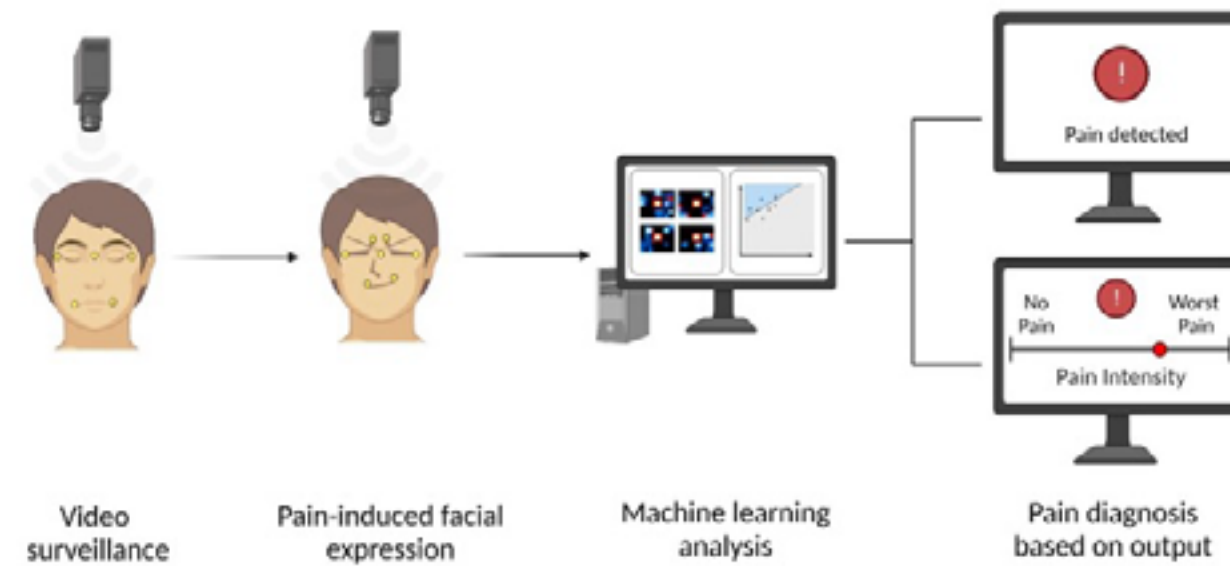 !
Pain detected
!
No
Pain
Worst
Pain
Pain Intensity
Video
surveillance
Pain-induced facial
expression
Machine learning
analysis
Pain diagnosis
based on output